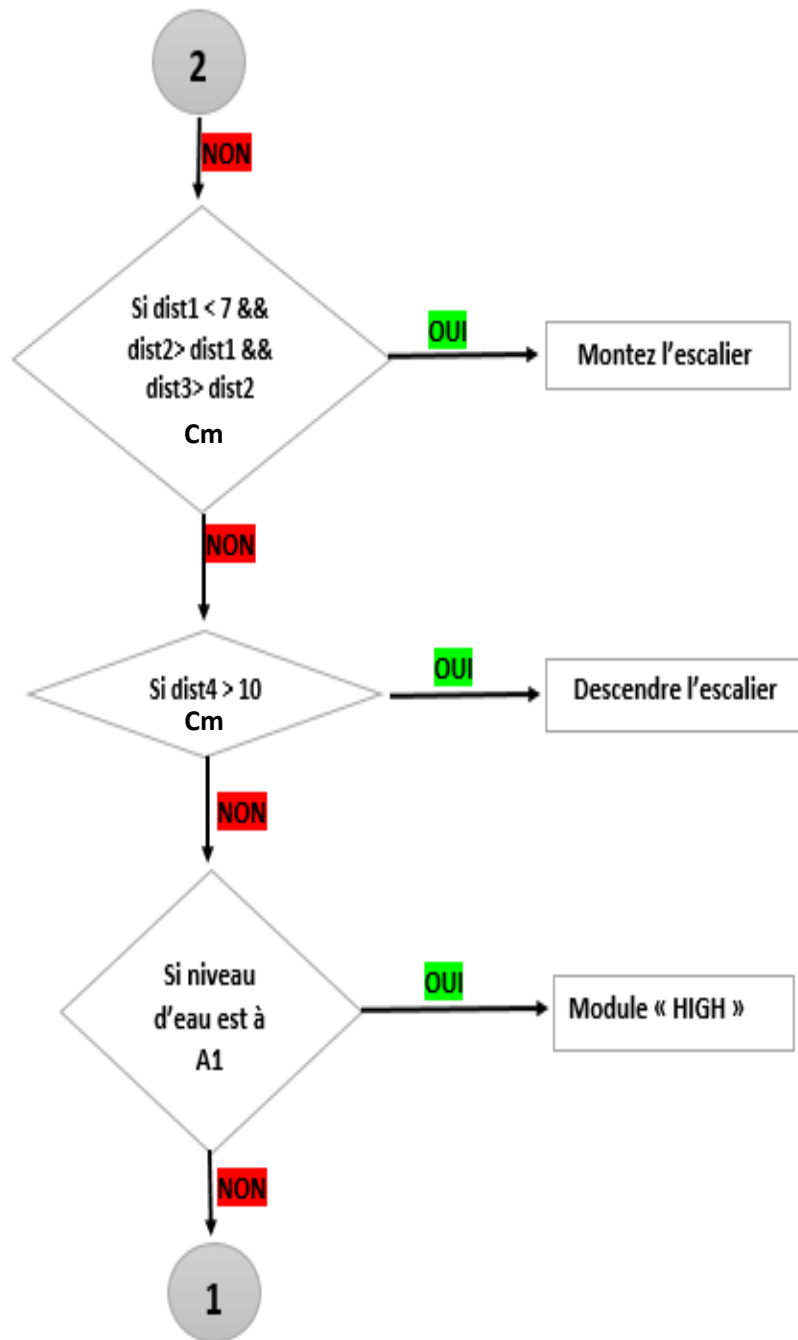 2
NON
Si dist1 < 7 &&
dist2> dist1 &&
dist3> dist2
Cm
OUI
Montez l’escalier
NON
Si dist4 > 10
Cm
OUI
Descendre l’escalier
NON
Si niveau
d’eau est à
A1
OUI
Module « HIGH »
NON
1